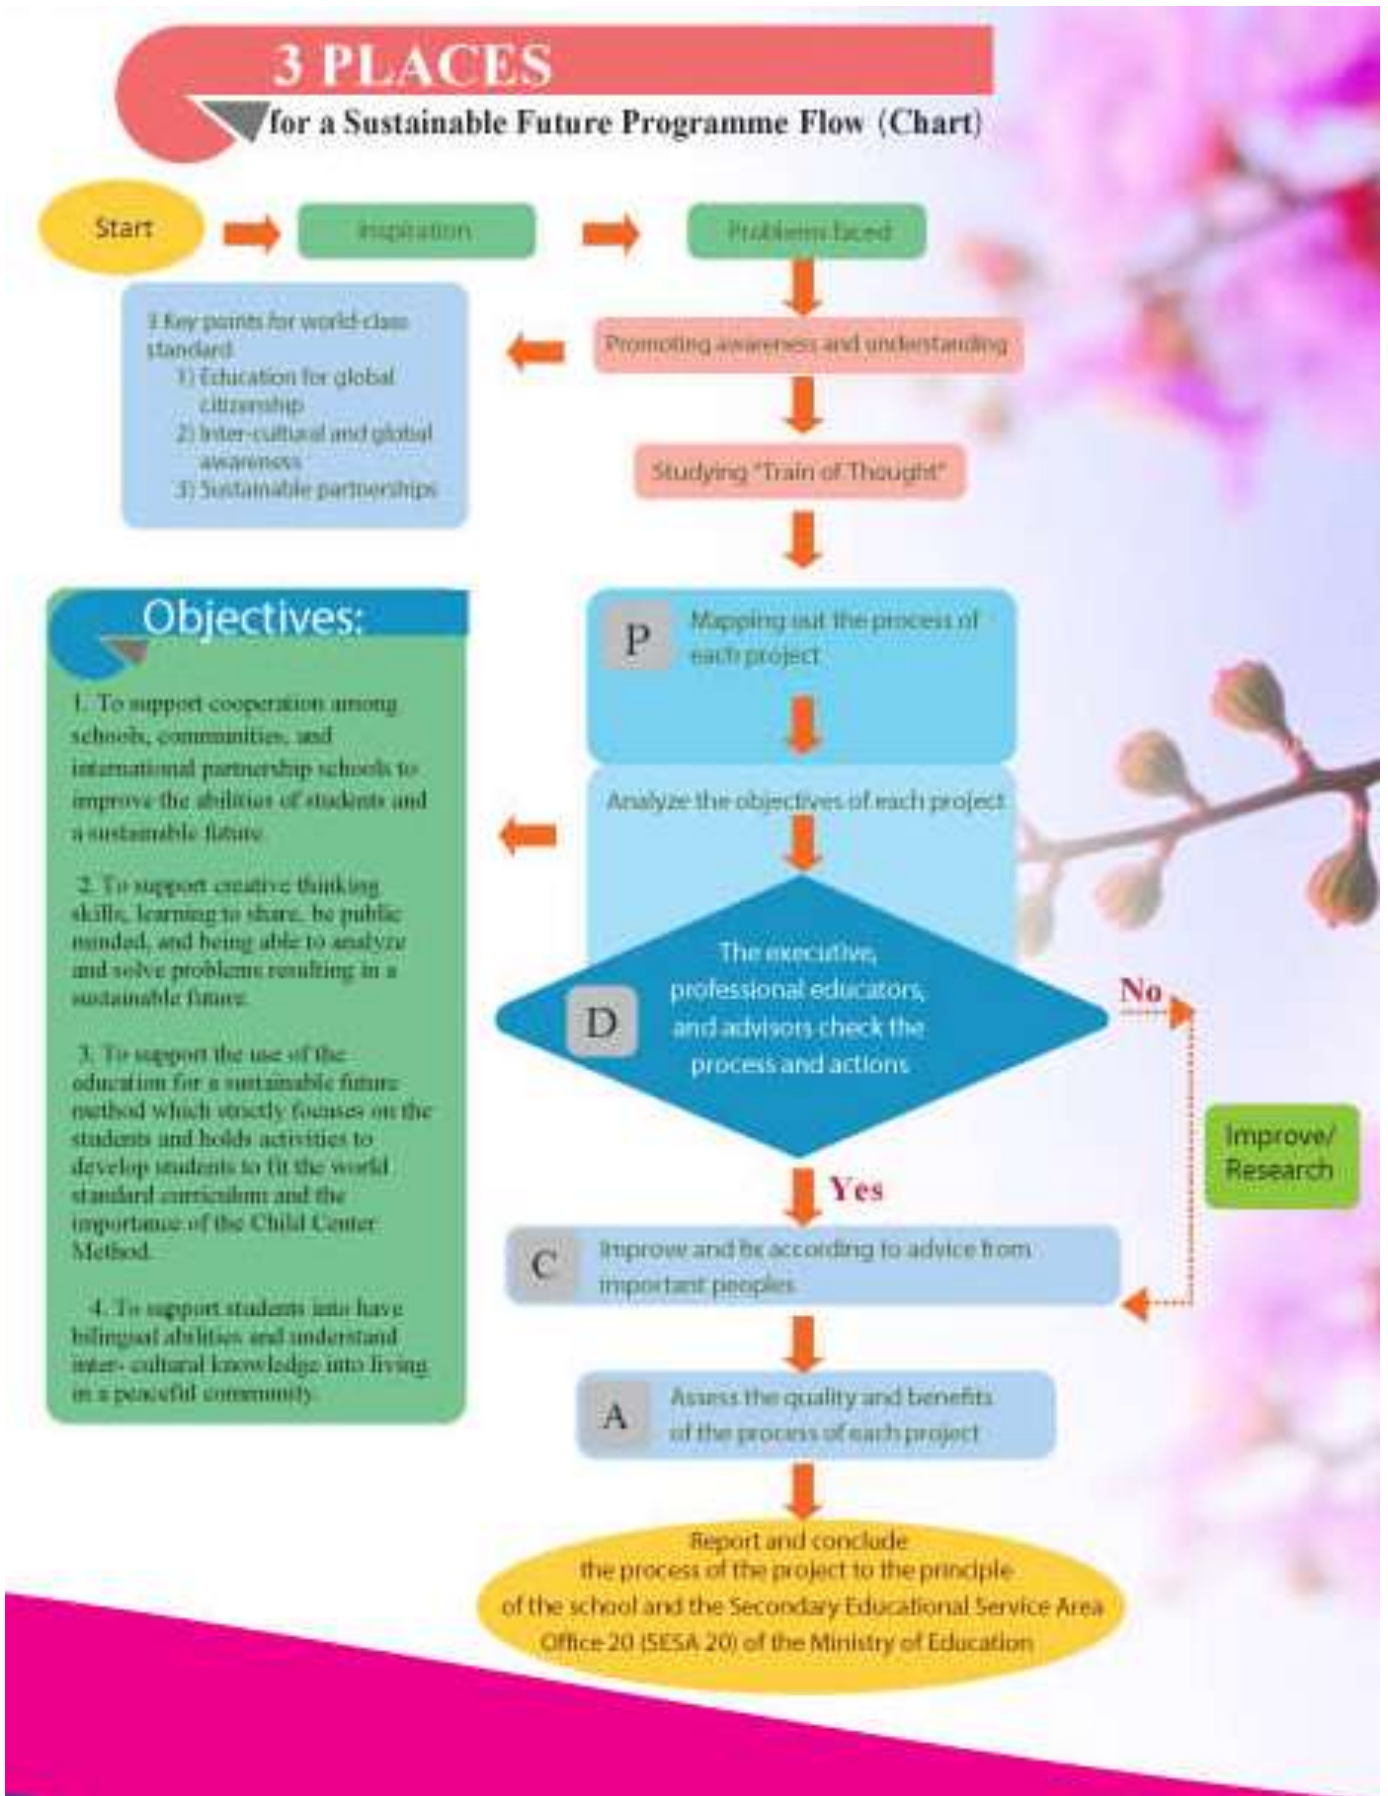 3 PLACES
for a Sustainable Future Programme Flow (Chart)
Start
Inspiration
Problems faced
3 Key points for world-class
standard
1) Education for global
citizenship
2) Inter-cultural and global
awareness
3) Sustainable partnerships
Promoting awareness and understanding
Studying "Train of Thought"
Objectives:
1. To support cooperation among
schools, communities, and
international partnership schools to
improve the abilities of students and
a sustainable future.
2. To support creative thinking
skills, learning to share, be public
minded, and being able to analyze
and solve problems resulting in a
sustainable future.
3. To support the use of the
education for a sustainable future
method which strictly focuses on the
students and holds activities to
develop students to fit the world
standard curriculum and the
importance of the Child Center
Method.
4. To support students into have
bilingual abilities and understand
inter- cultural knowledge into living
in a peaceful community.
P
Mapping out the process of
each project
Analyze the objectives of each project
D
The executive,
professional educators,
and advisors check the
process and actions
No
Improve/
Research
Yes
C
Improve and fix according to advice from
important peoples
A
Assess the quality and benefits
of the process of each project
Report and conclude
the process of the project to the principle
of the school and the Secondary Educational Service Area
Office 20 (SESA 20) of the Ministry of Education